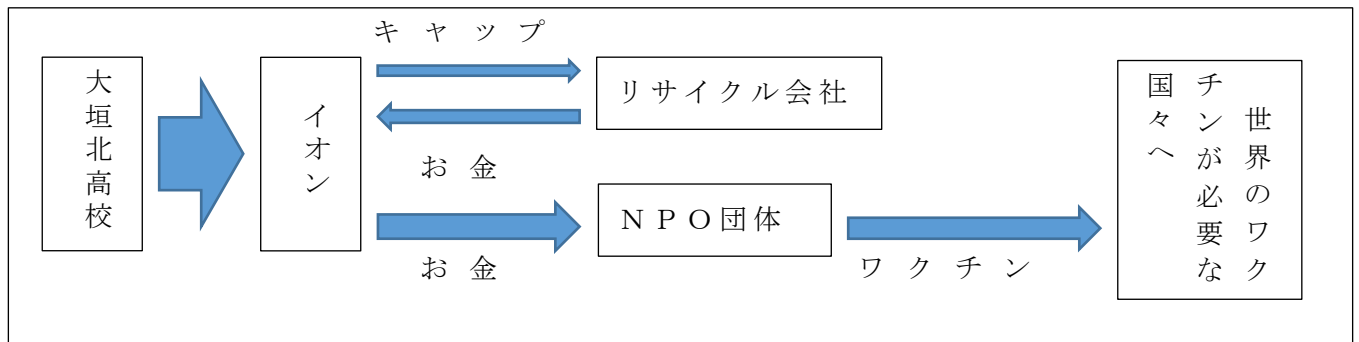 キャップ
大垣北高校
イオン
リサイクル会社
お金
NPO団体
お金
ワクチン
世界のワク
チンが必要な
国々へ